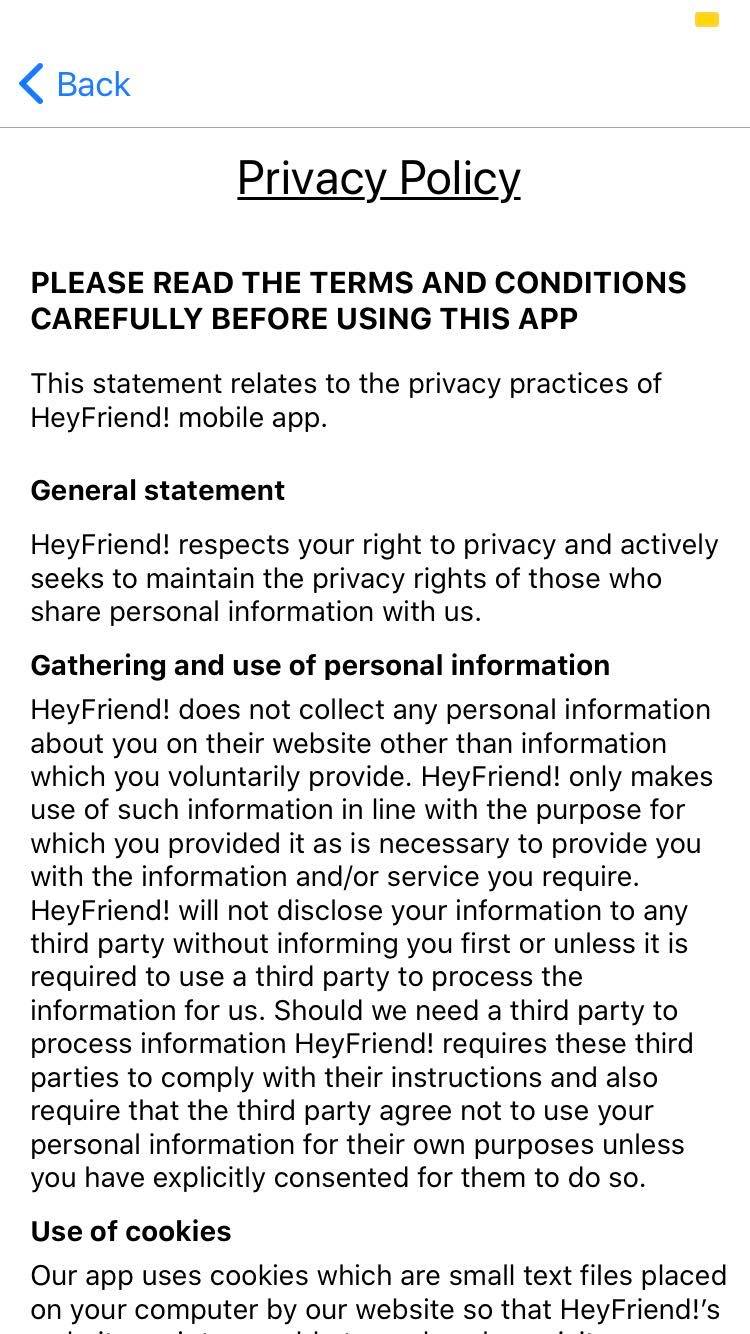 Back
Privacy Policy
PLEASE READ THE TERMS AND CONDITIONS
CAREFULLY BEFORE USING THIS APP
This statement relates to the privacy practices of
HeyFriend! mobile app.
General statement
HeyFriend! respects your right to privacy and actively
seeks to maintain the privacy rights of those who
share personal information with us.
Gathering and use of personal information
HeyFriend! does not collect any personal information
about you on their website other than information
which you voluntarily provide. HeyFriend! only makes
use of such information in line with the purpose for
which you provided it as is necessary to provide you
with the information and/or service you require.
HeyFriend! will not disclose your information to any
third party without informing you first or unless it is
required to use a third party to process the
information for us. Should we need a third party to
process information HeyFriend! requires these third
parties to comply with their instructions and also
require that the third party agree not to use your
personal information for their own purposes unless
you have explicitly consented for them to do so.
Use of cookies
Our app uses cookies which are small text files placed
on your computer by our website so that HeyFriend!’s